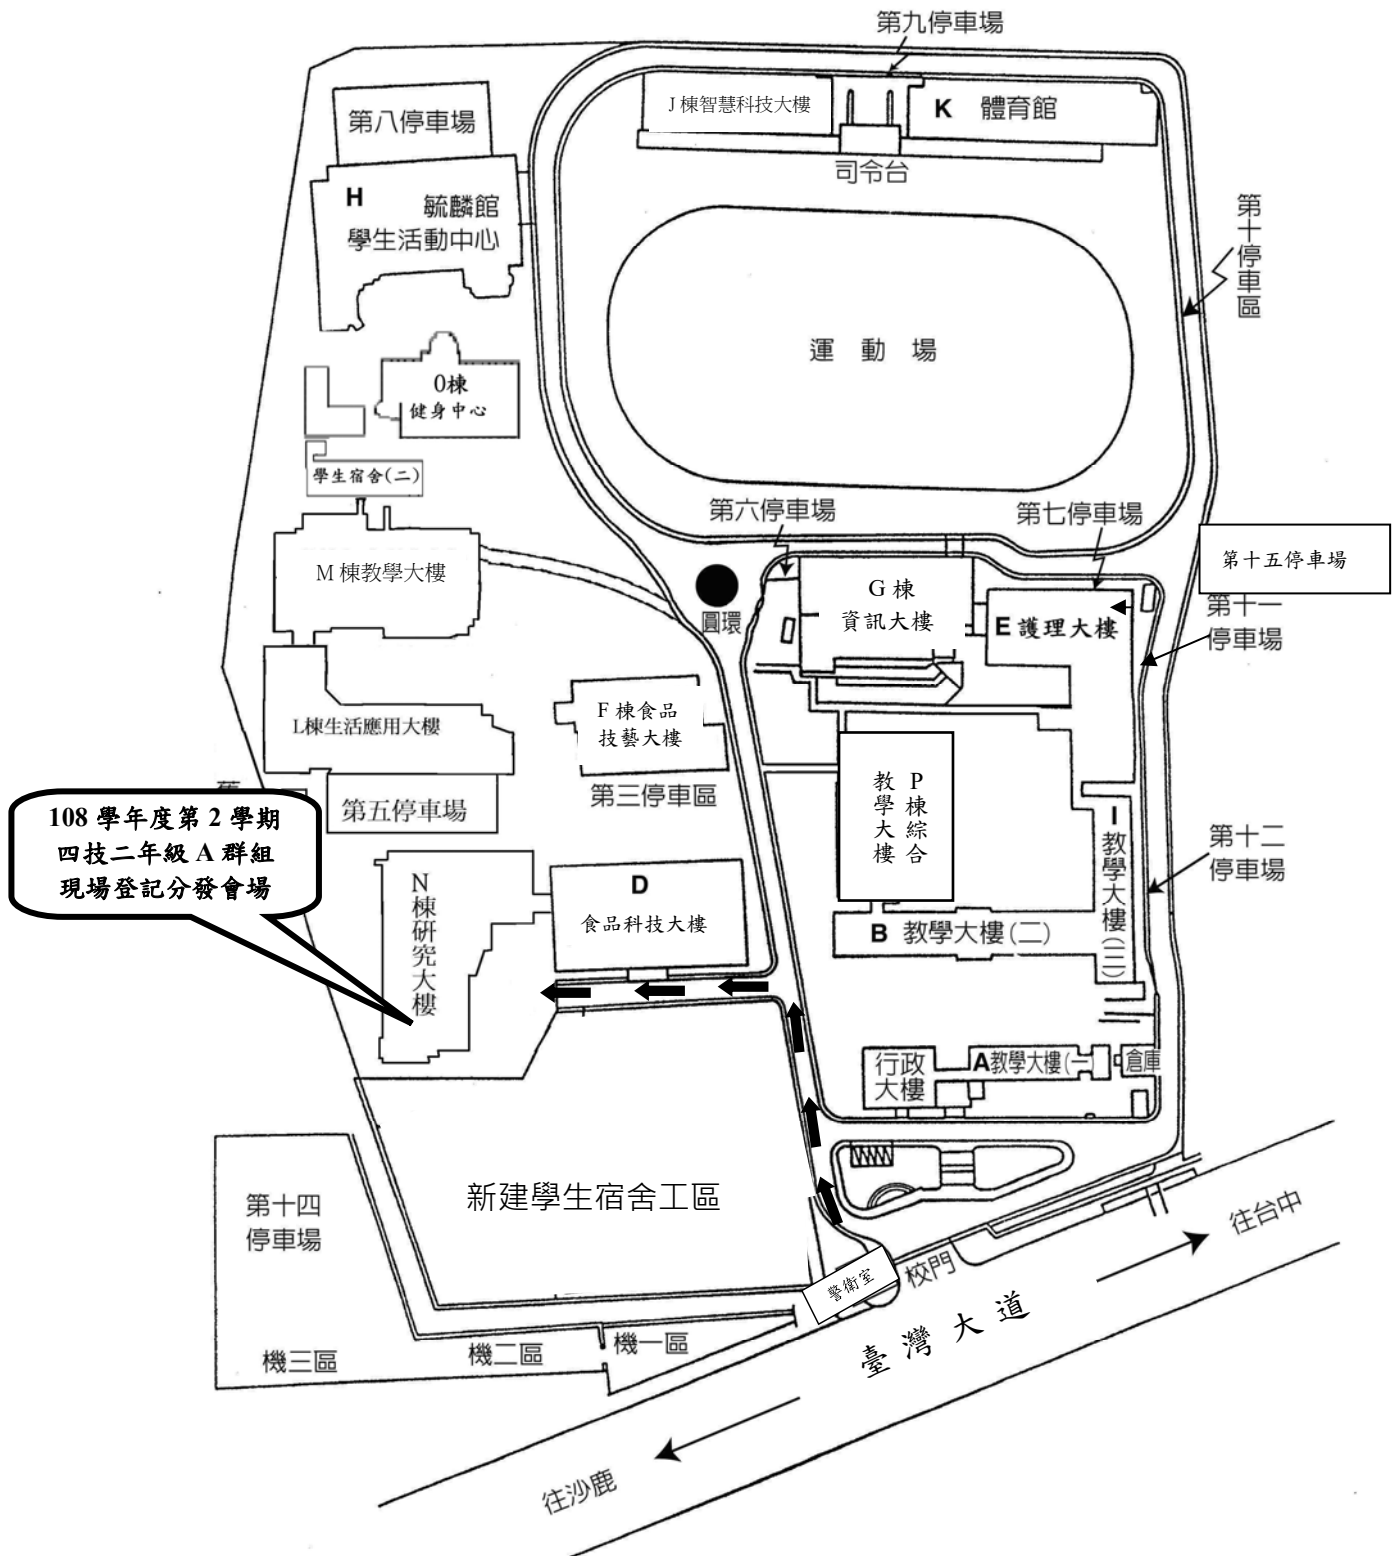 第九停車場
第八停車場
J棟智慧科技大樓
K 體育館
司令台
H
毓麟館
學生活動中心
第十停車區
運動場
O棟
健身中心
學生宿舍(二)
第六停車場
第七停車場
第十五停車場
M棟教學大樓
圓環
G棟
資訊大樓
E 護理大樓
第十一
停車場
L棟生活應用大樓
F棟食品
技藝大樓
第三停車區
第五停車場
P棟綜合
教學大樓
I 教學大樓(三)
第十二
停車場
108 學年度第 2 學期
四技二年級 A 群組
現場登記分發會場
N棟研究大樓
D
食品科技大樓
B 教學大樓(二)
行政
大樓
A教學大樓(一
倉庫
新建學生宿舍工區
第十四
停車場
警衛室
校門
往台中
臺灣大道
機一區
機二區
機三區
往沙鹿